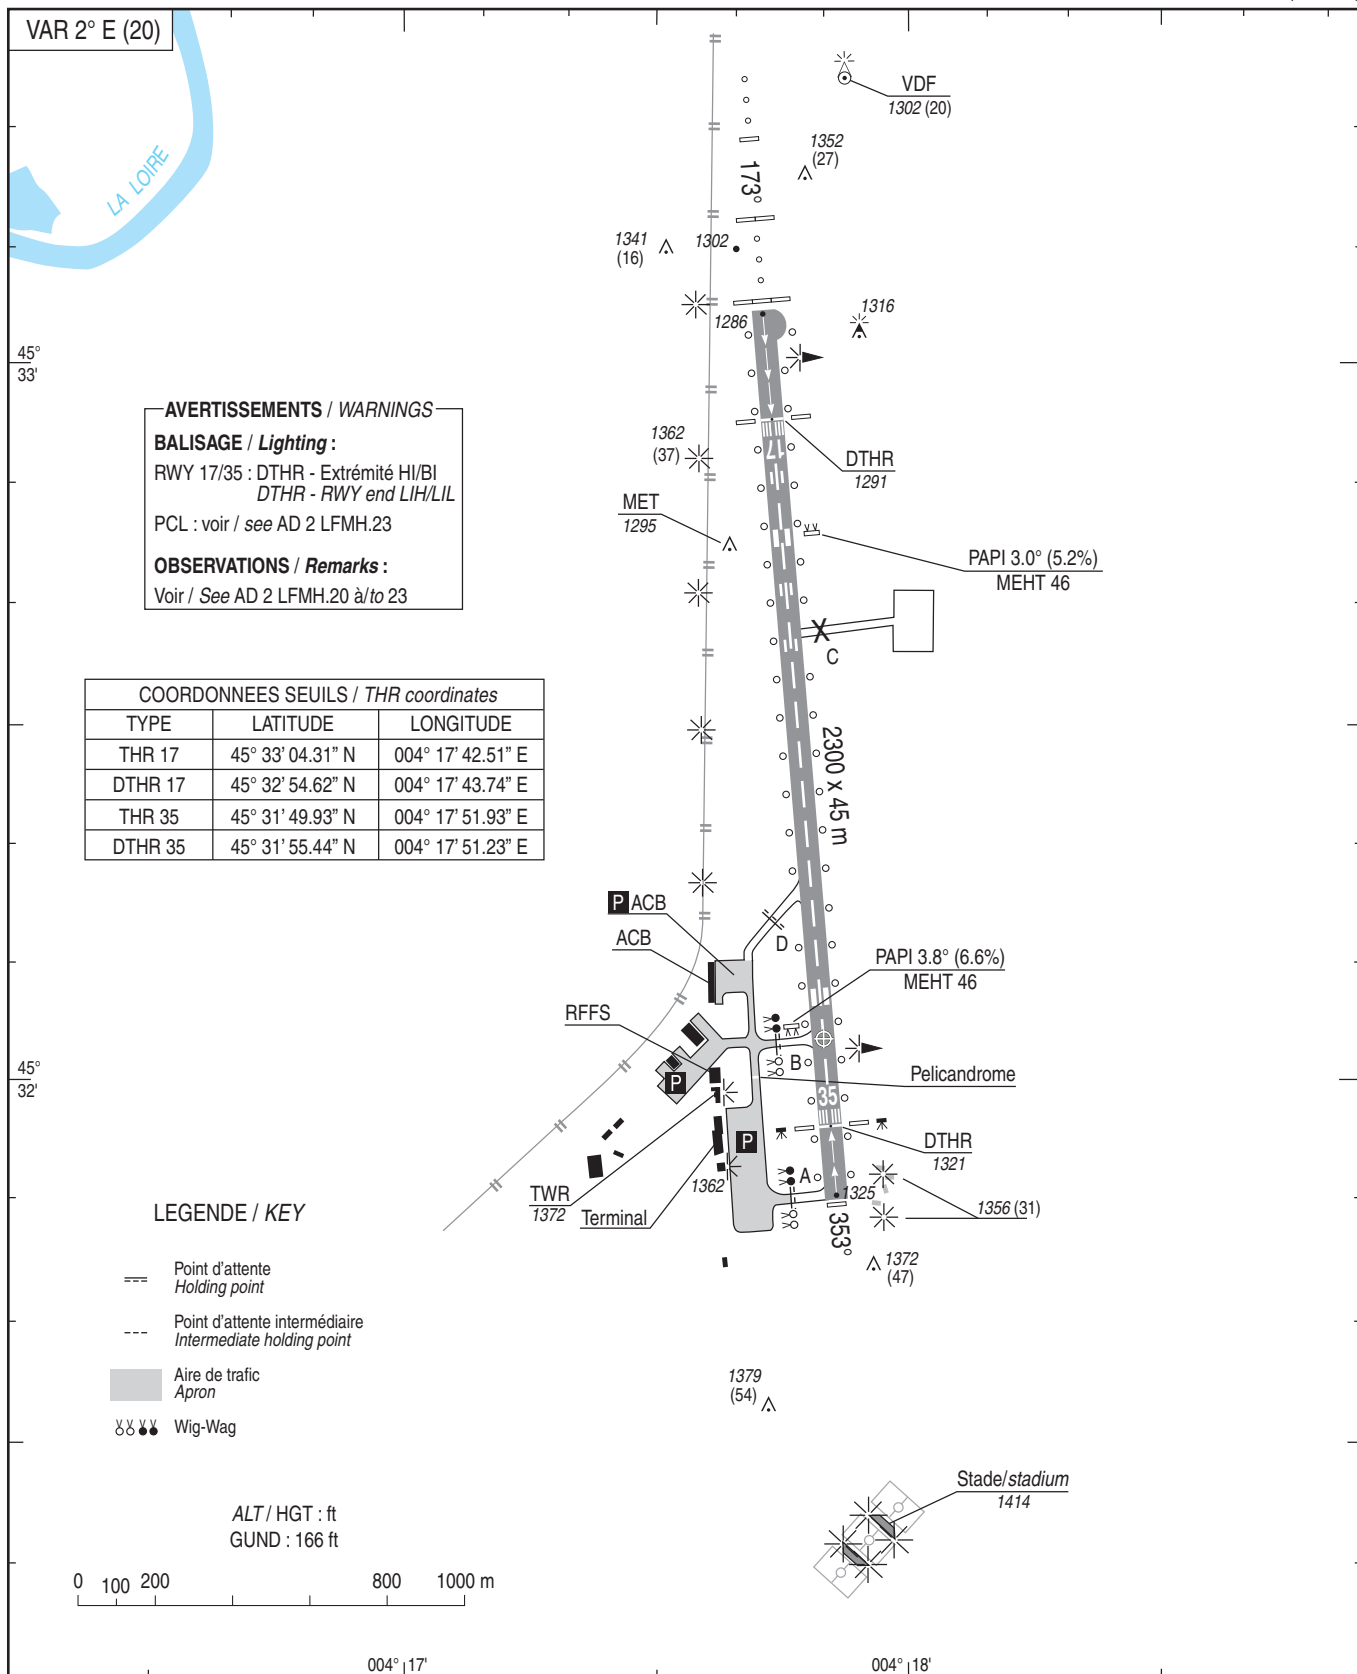 VAR 2° E (20)
LA LOIRE
VDF
1302 (20)
1352
(27)
173°
1341
(16)
1302
1286
1316
45°
33'
AVERTISSEMENTS / WARNINGS
BALISAGE / Lighting :
RWY 17/35 : DTHR - Extrémité HI/BI
DTHR - RWY end LIH/LIL
PCL : voir / see AD 2 LFMH.23
OBSERVATIONS / Remarks :
Voir / See AD 2 LFMH.20 à/to 23
1362
(37)
17
DTHR
1291
MET
1295
PAPI 3.0° (5.2%)
MEHT 46
X
C
COORDONNEES SEUILS / THR coordinates
TYPE LATITUDE LONGITUDE
THR 17 45° 33' 04.31" N 004° 17' 42.51" E
DTHR 17 45° 32' 54.62" N 004° 17' 43.74" E
THR 35 45° 31' 49.93" N 004° 17' 51.93" E
DTHR 35 45° 31' 55.44" N 004° 17' 51.23" E
2300 x 45 m
P ACB
ACB
D
PAPI 3.8° (6.6%)
MEHT 46
RFFS
B
45°
32'
P
Pelicandrome
35
P
DTHR
1321
A
1362
1325
TWR
1372
Terminal
353°
1356 (31)
1372
(47)
LEGENDE / KEY
Point d'attente
Holding point
Point d'attente intermédiaire
Intermediate holding point
Aire de trafic
Apron
Wig-Wag
1379
(54)
Stade/stadium
1414
ALT / HGT : ft
GUND : 166 ft
0 100 200 800 1000 m
004° 17' 004° 18'